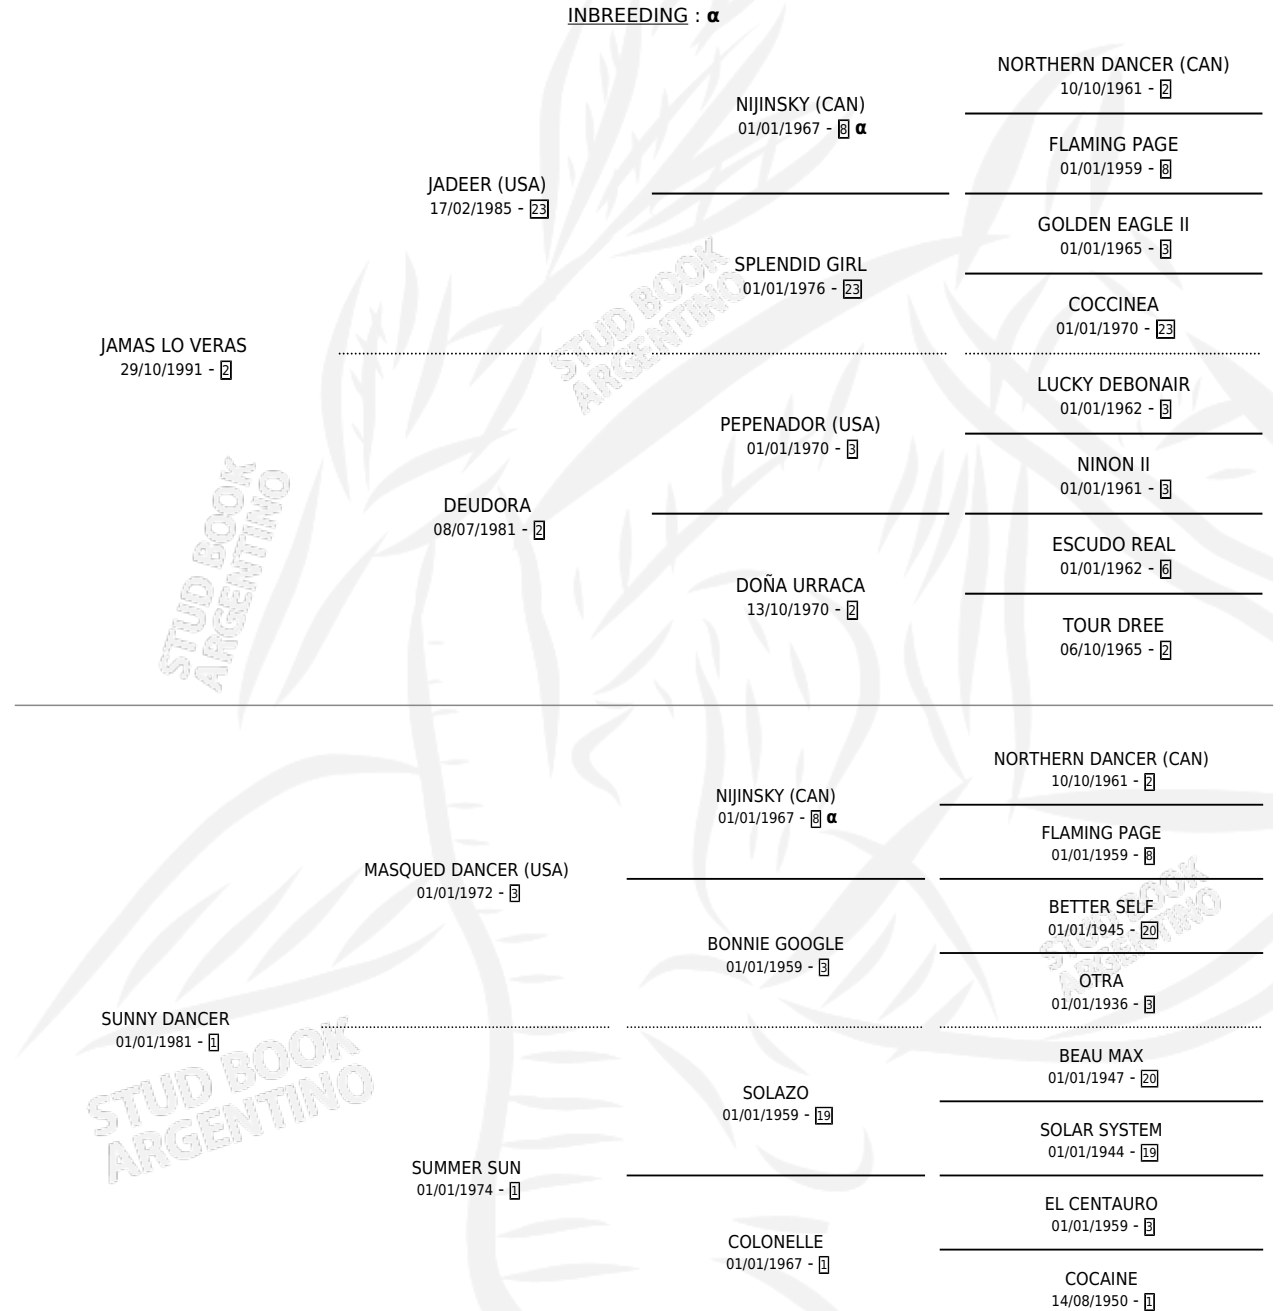 INBREEDING : α
NORTHERN DANCER (CAN)
10/10/1961 - 2
NIJINSKY (CAN)
01/01/1967 - 8 α
FLAMING PAGE
01/01/1959 - 8
JADEER (USA)
17/02/1985 - 23
GOLDEN EAGLE II
01/01/1965 - 3
SPLENDID GIRL
01/01/1976 - 23
COCCINEA
01/01/1970 - 23
JAMAS LO VERAS
29/10/1991 - 2
LUCKY DEBONAIR
01/01/1962 - 3
PEPENADOR (USA)
01/01/1970 - 3
NINON II
01/01/1961 - 3
DEUDORA
08/07/1981 - 2
ESCUDO REAL
01/01/1962 - 6
DOÑA URRACA
13/10/1970 - 2
TOUR DREE
06/10/1965 - 2
STUD BOOK
ARGENTINO
STUD BOOK
ARGENTINO
NORTHERN DANCER (CAN)
10/10/1961 - 2
NIJINSKY (CAN)
01/01/1967 - 8 α
FLAMING PAGE
01/01/1959 - 8
MASQUED DANCER (USA)
01/01/1972 - 3
BETTER SELF
01/01/1945 - 20
BONNIE GOOGLE
01/01/1959 - 3
OTRA
01/01/1936 - 3
SUNNY DANCER
01/01/1981 - 1
BEAU MAX
01/01/1947 - 20
SOLAZO
01/01/1959 - 19
SOLAR SYSTEM
01/01/1944 - 19
SUMMER SUN
01/01/1974 - 1
EL CENTAURO
01/01/1959 - 3
COLONELLE
01/01/1967 - 1
COCAINE
14/08/1950 - 1
STUD BOOK
ARGENTINO
STUD BOOK
ARGENTINO